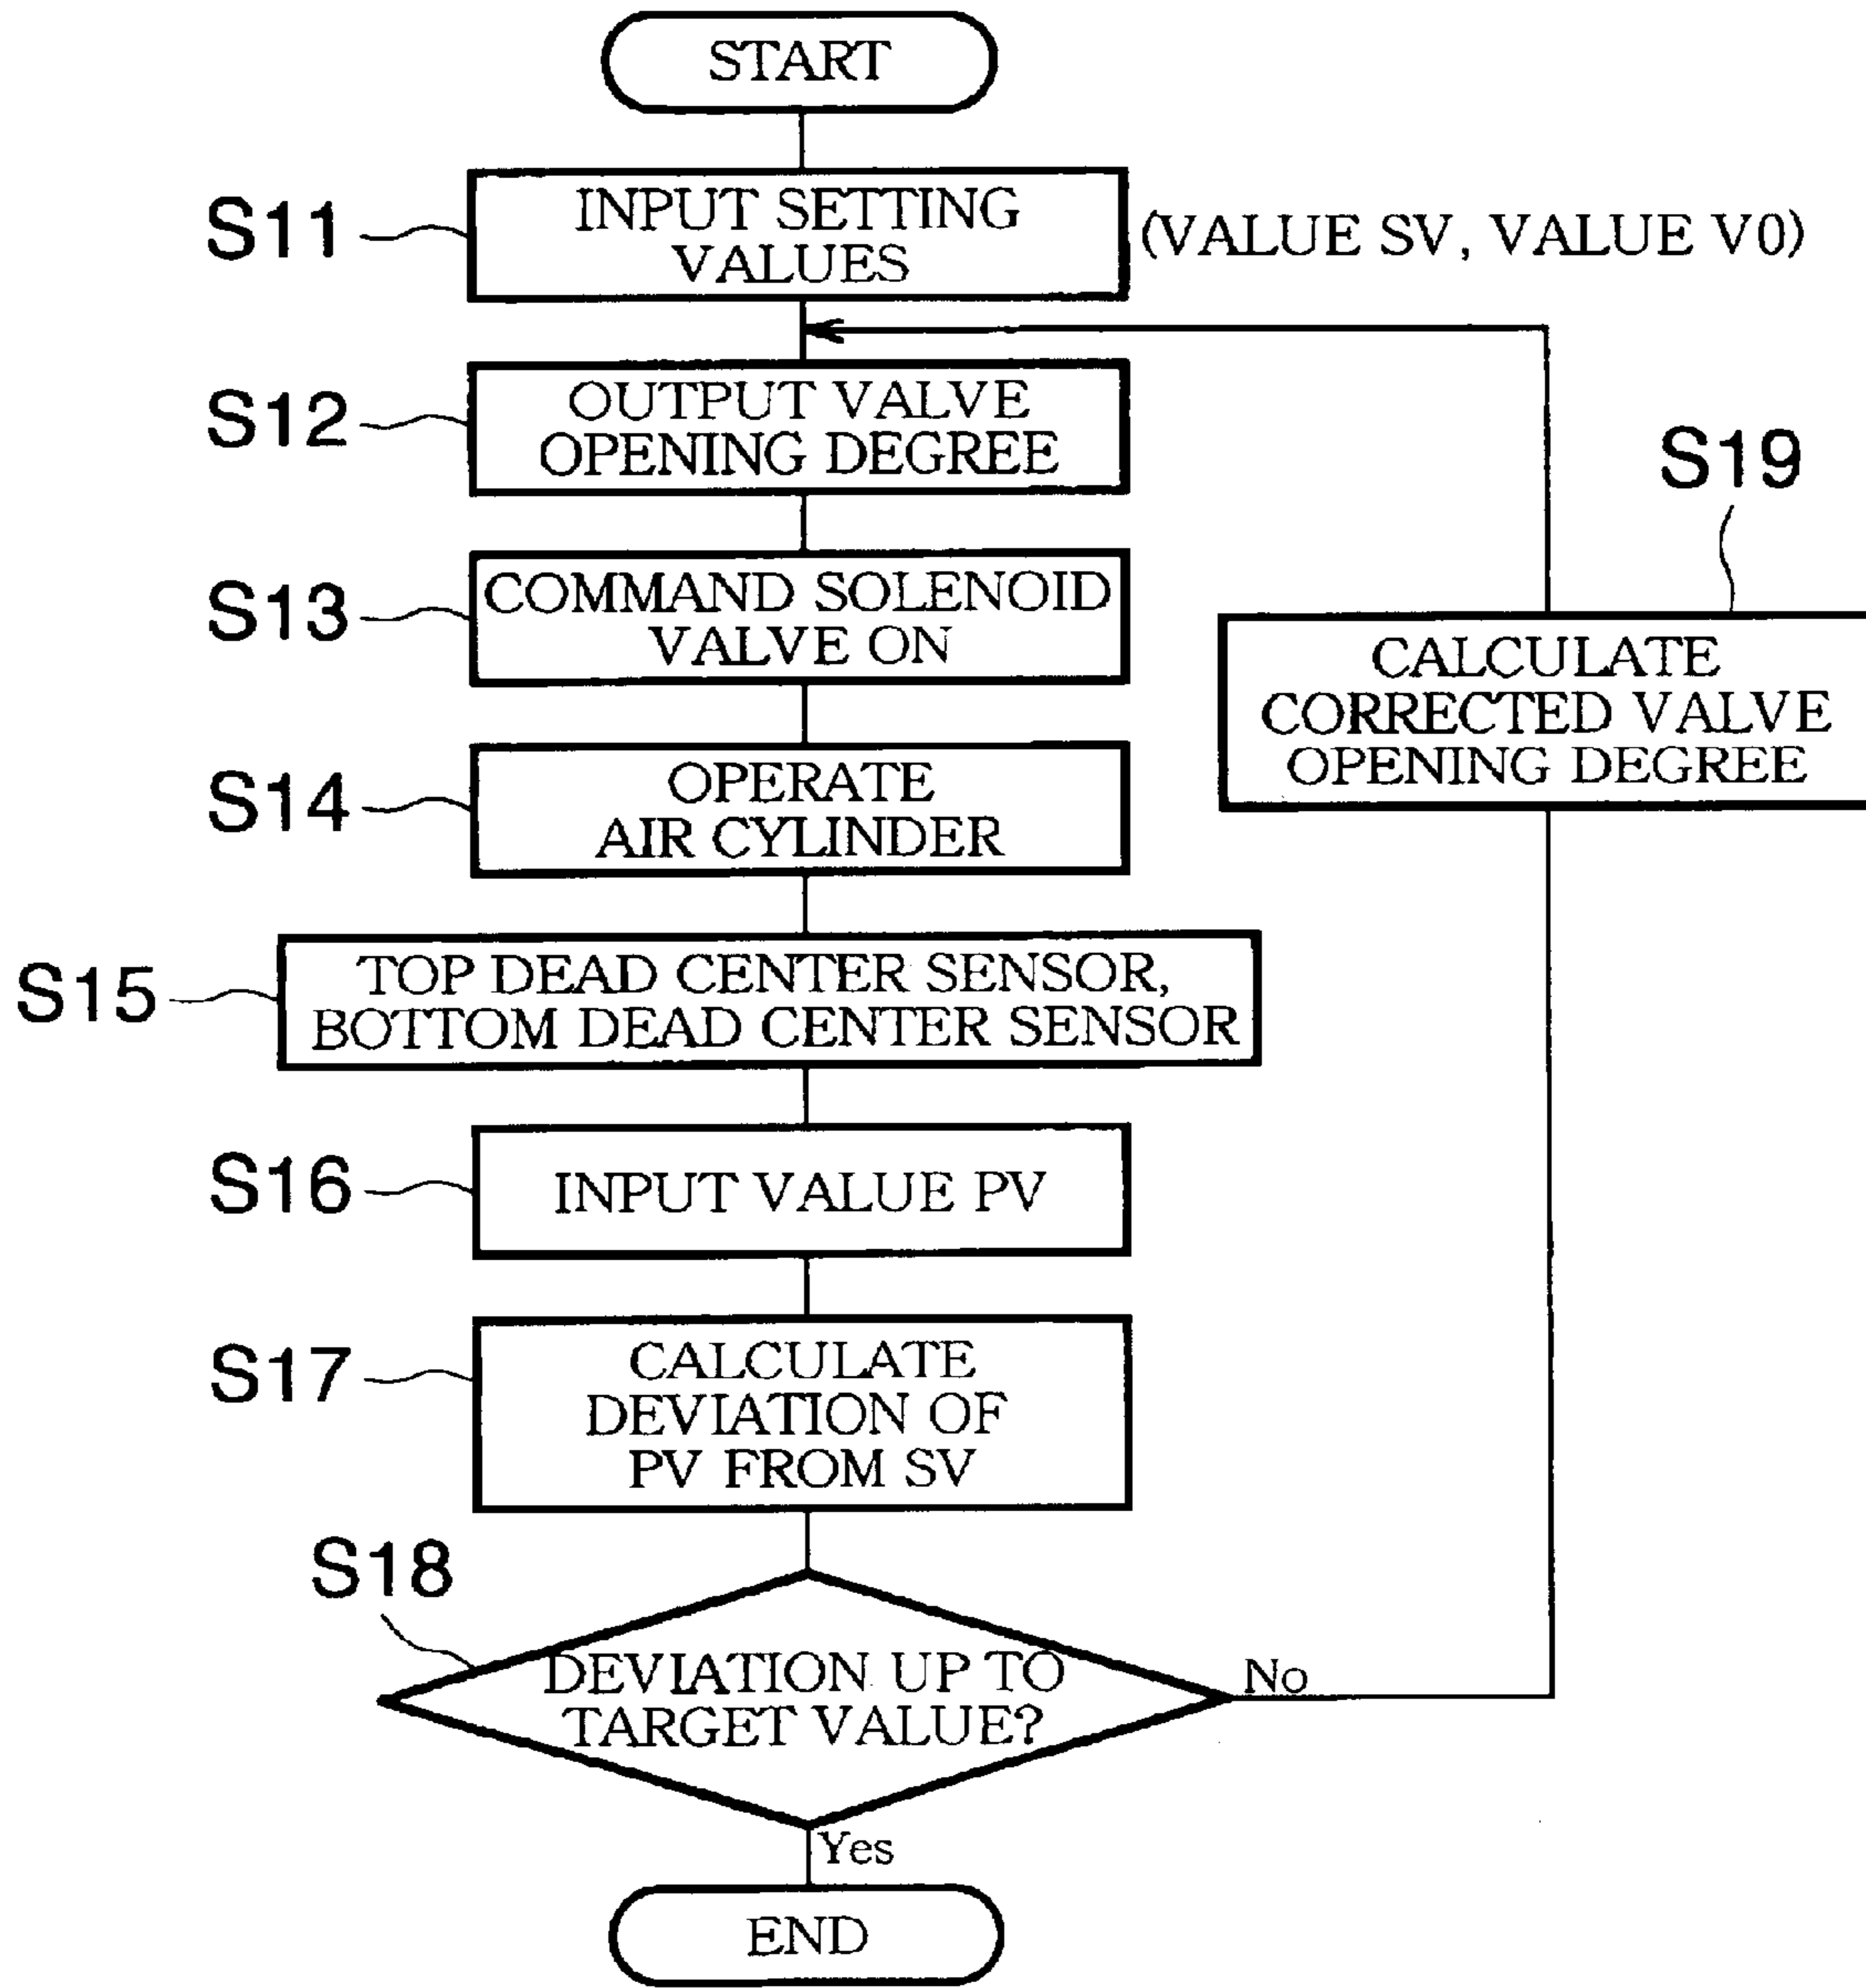 START
S11
INPUT SETTING
VALUES
(VALUE SV, VALUE V0)
S12
OUTPUT VALVE
OPENING DEGREE
S13
COMMAND SOLENOID
VALVE ON
S19
CALCULATE
CORRECTED VALVE
OPENING DEGREE
S14
OPERATE
AIR CYLINDER
S15
TOP DEAD CENTER SENSOR,
BOTTOM DEAD CENTER SENSOR
S16
INPUT VALUE PV
S17
CALCULATE
DEVIATION OF
PV FROM SV
S18
DEVIATION UP TO
TARGET VALUE?
No
Yes
END